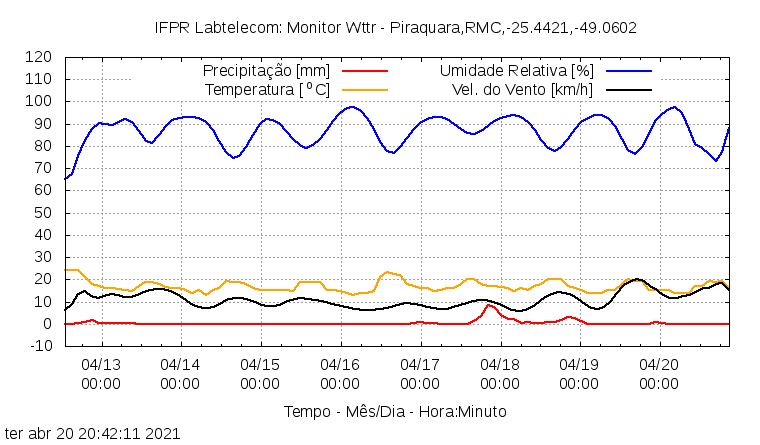 IFPR Labtelecom: Monitor Wttr - Piraquara,RMC,-25.4421,-49.0602
Precipitação [mm]
Temperatura [⁰C]
Umidade Relativa [%]
Vel. do Vento [km/h]
120
110
100
90
80
70
60
50
40
30
20
10
0
-10
04/13 04/14 04/15 04/16 04/17 04/18 04/19 04/20
00:00 00:00 00:00 00:00 00:00 00:00 00:00 00:00
Tempo - Mês/Dia - Hora:Minuto
ter abr 20 20:42:11 2021